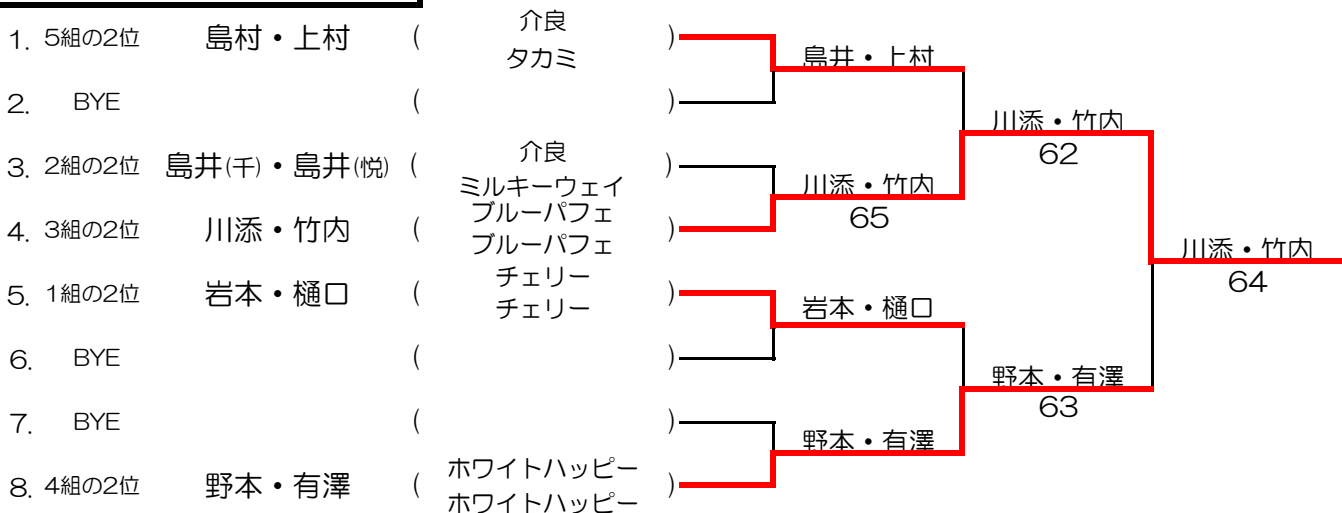 1. 5組の2位 島村・上村 ( 介良 タカミ )
島井・上村
2. BYE ( )
川添・竹内
62
3. 2組の2位 島井(千)・島井(悦) ( 介良 ミルキーウェイ )
川添・竹内
65
4. 3組の2位 川添・竹内 ( ブルーパフェ ブルーパフェ )
川添・竹内
64
5. 1組の2位 岩本・樋口 ( チェリー チェリー )
岩本・樋口
6. BYE ( )
野本・有澤
63
7. BYE ( )
野本・有澤
8. 4組の2位 野本・有澤 ( ホワイトハッピー ホワイトハッピー )